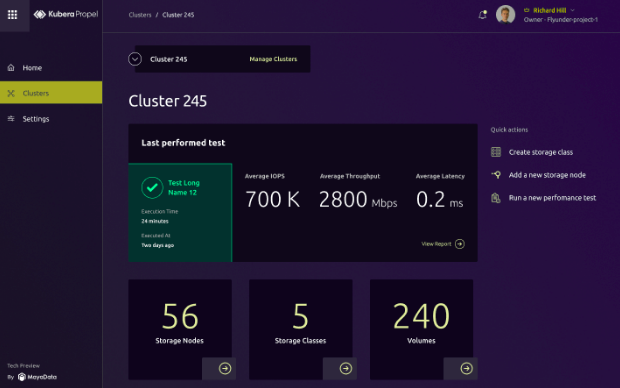 Kubera Propel
Clusters / Cluster 245
Richard Hill
Owner - Flyunder-project-1
Home
Clusters
Settings
Cluster 245
Manage Clusters
Cluster 245
Last performed test
Test Long
Name 12
Execution Time
24 minutes
Executed At
Two days ago
Average IOPS
700 K
Average Throughput
2800 Mbps
Average Latency
0.2 ms
View Report
Quick actions
Create storage class
Add a new storage node
Run a new perfomance test
56
Storage Nodes
5
Storage Classes
240
Volumes
Tech Preview
By MayaData